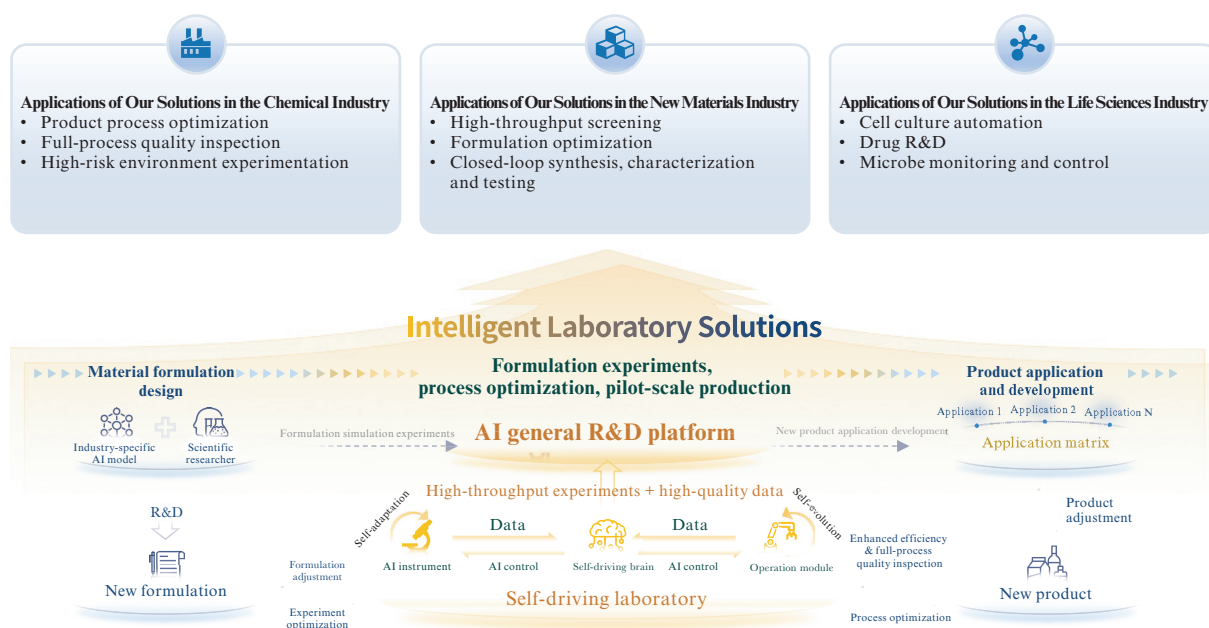 Applications of Our Solutions in the Chemical Industry
• Product process optimization
• Full-process quality inspection
• High-risk environment experimentation
Applications of Our Solutions in the New Materials Industry
• High-throughput screening
• Formulation optimization
• Closed-loop synthesis, characterization
and testing
Applications of Our Solutions in the Life Sciences Industry
• Cell culture automation
• Drug R&D
• Microbe monitoring and control
Intelligent Laboratory Solutions
Material formulation
design
Formulation experiments,
process optimization, pilot-scale production
Product application
and development
Industry-specific
AI model
Scientific
researcher
Formulation simulation experiments
AI general R&D platform
New product application development
Application 1
Application 2
Application N
Application matrix
High-throughput experiments + high-quality data
R&D
New formulation
Self-adaptation
Self-evolution
Data
Data
AI instrument
AI control
Self-driving brain
AI control
Operation module
Self-driving laboratory
Formulation
adjustment
Experiment
optimization
Enhanced efficiency
& full-process
quality inspection
Process optimization
Product
adjustment
New product